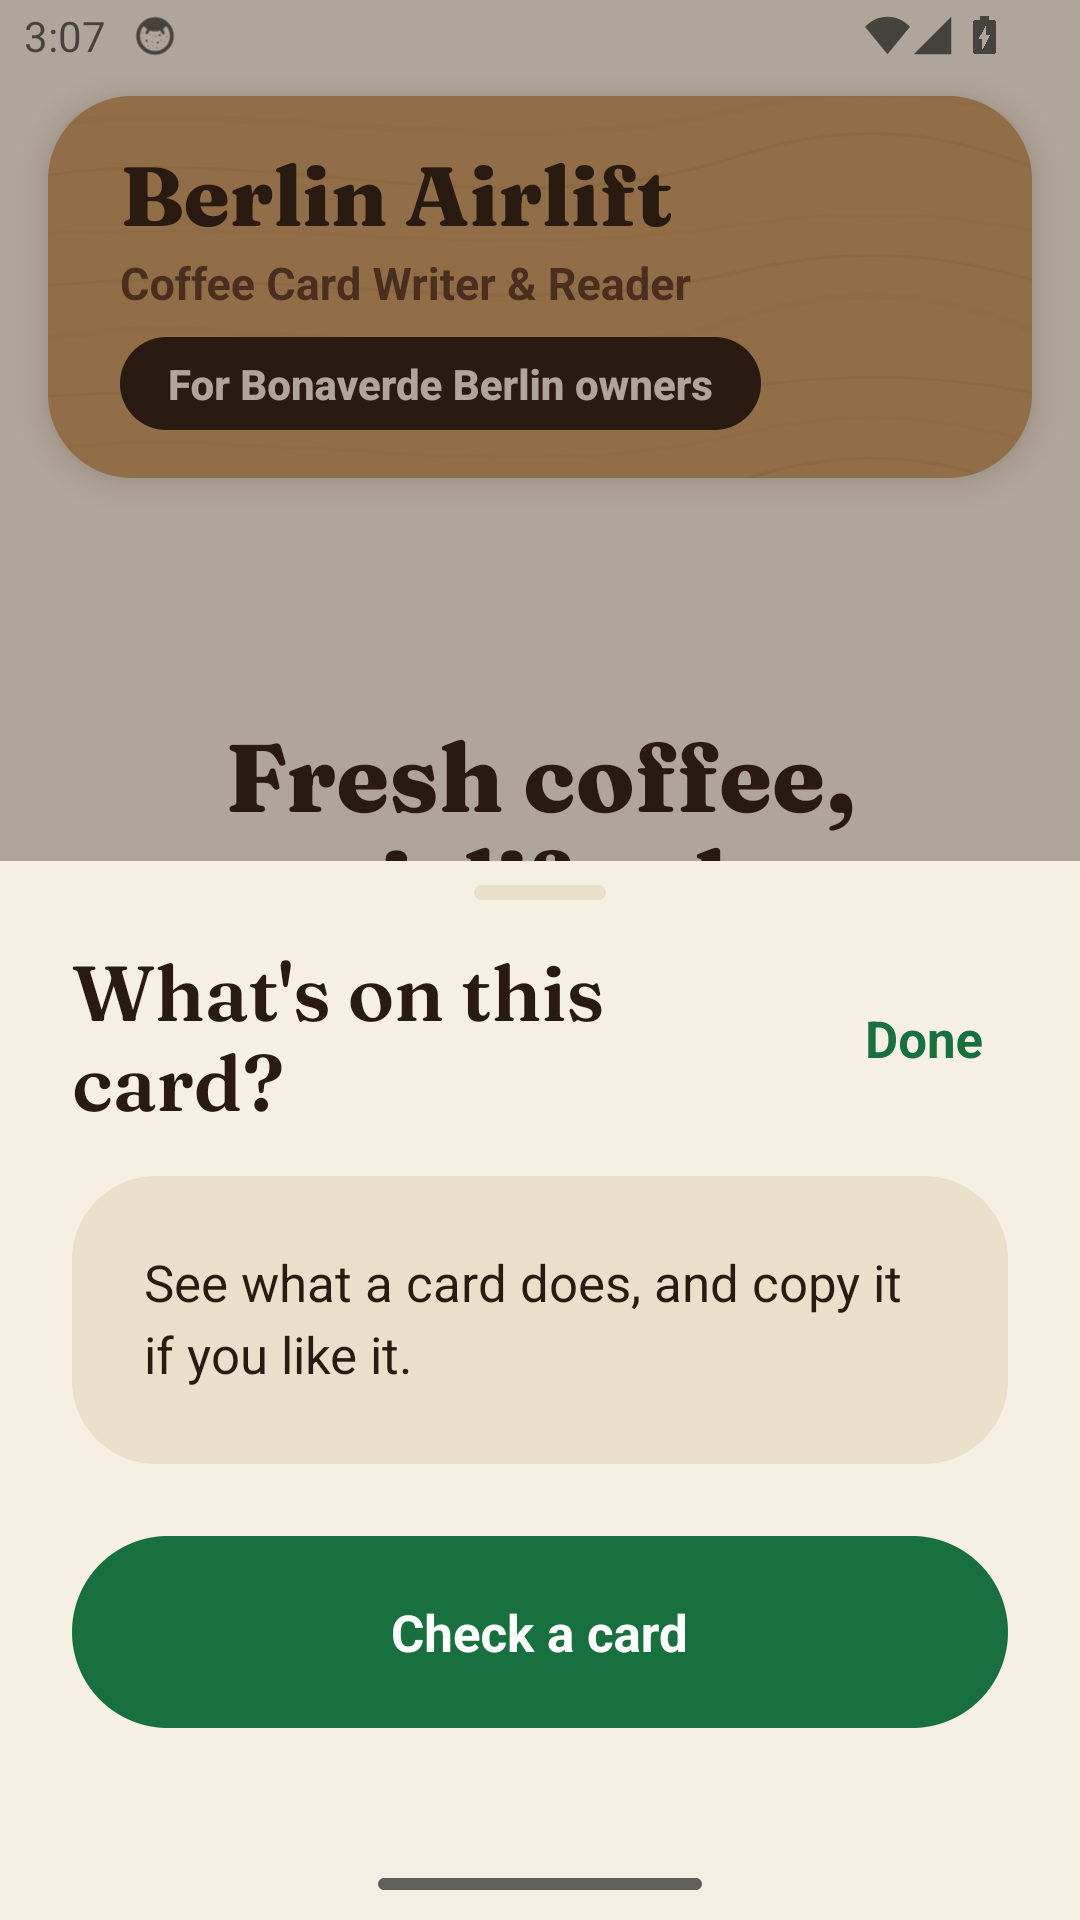 3:07
Berlin Airlift
Coffee Card Writer & Reader
For Bonaverde Berlin owners
Fresh coffee,
What's on this
card?
Done
See what a card does, and copy it
if you like it.
Check a card